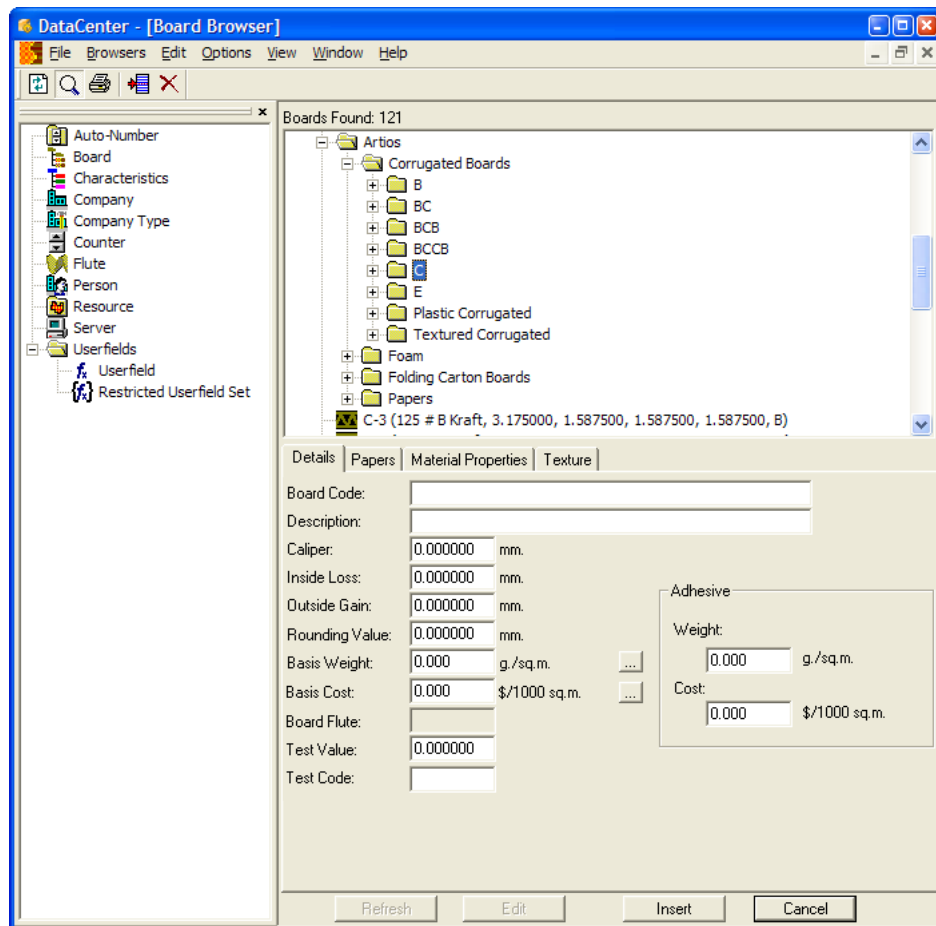 DataCenter - [Board Browser]
File Browsers Edit Options View Window Help
Auto-Number
Board
Characteristics
Company
Company Type
Counter
Flute
Person
Resource
Server
Userfields
Userfield
Restricted Userfield Set
Boards Found: 121
Artios
Corrugated Boards
B
BC
BCB
BCCB
C
E
Plastic Corrugated
Textured Corrugated
Foam
Folding Carton Boards
Papers
C-3 (125 # B Kraft, 3.175000, 1.587500, 1.587500, 1.587500, B)
Details Papers Material Properties Texture
Board Code:
Description:
Caliper: 0.000000 mm.
Inside Loss: 0.000000 mm.
Outside Gain: 0.000000 mm.
Rounding Value: 0.000000 mm.
Basis Weight: 0.000 g./sq.m. ...
Basis Cost: 0.000 $/1000 sq.m. ...
Board Flute:
Test Value: 0.000000
Test Code:
Adhesive
Weight:
0.000 g./sq.m.
Cost:
0.000 $/1000 sq.m.
Refresh Edit Insert Cancel